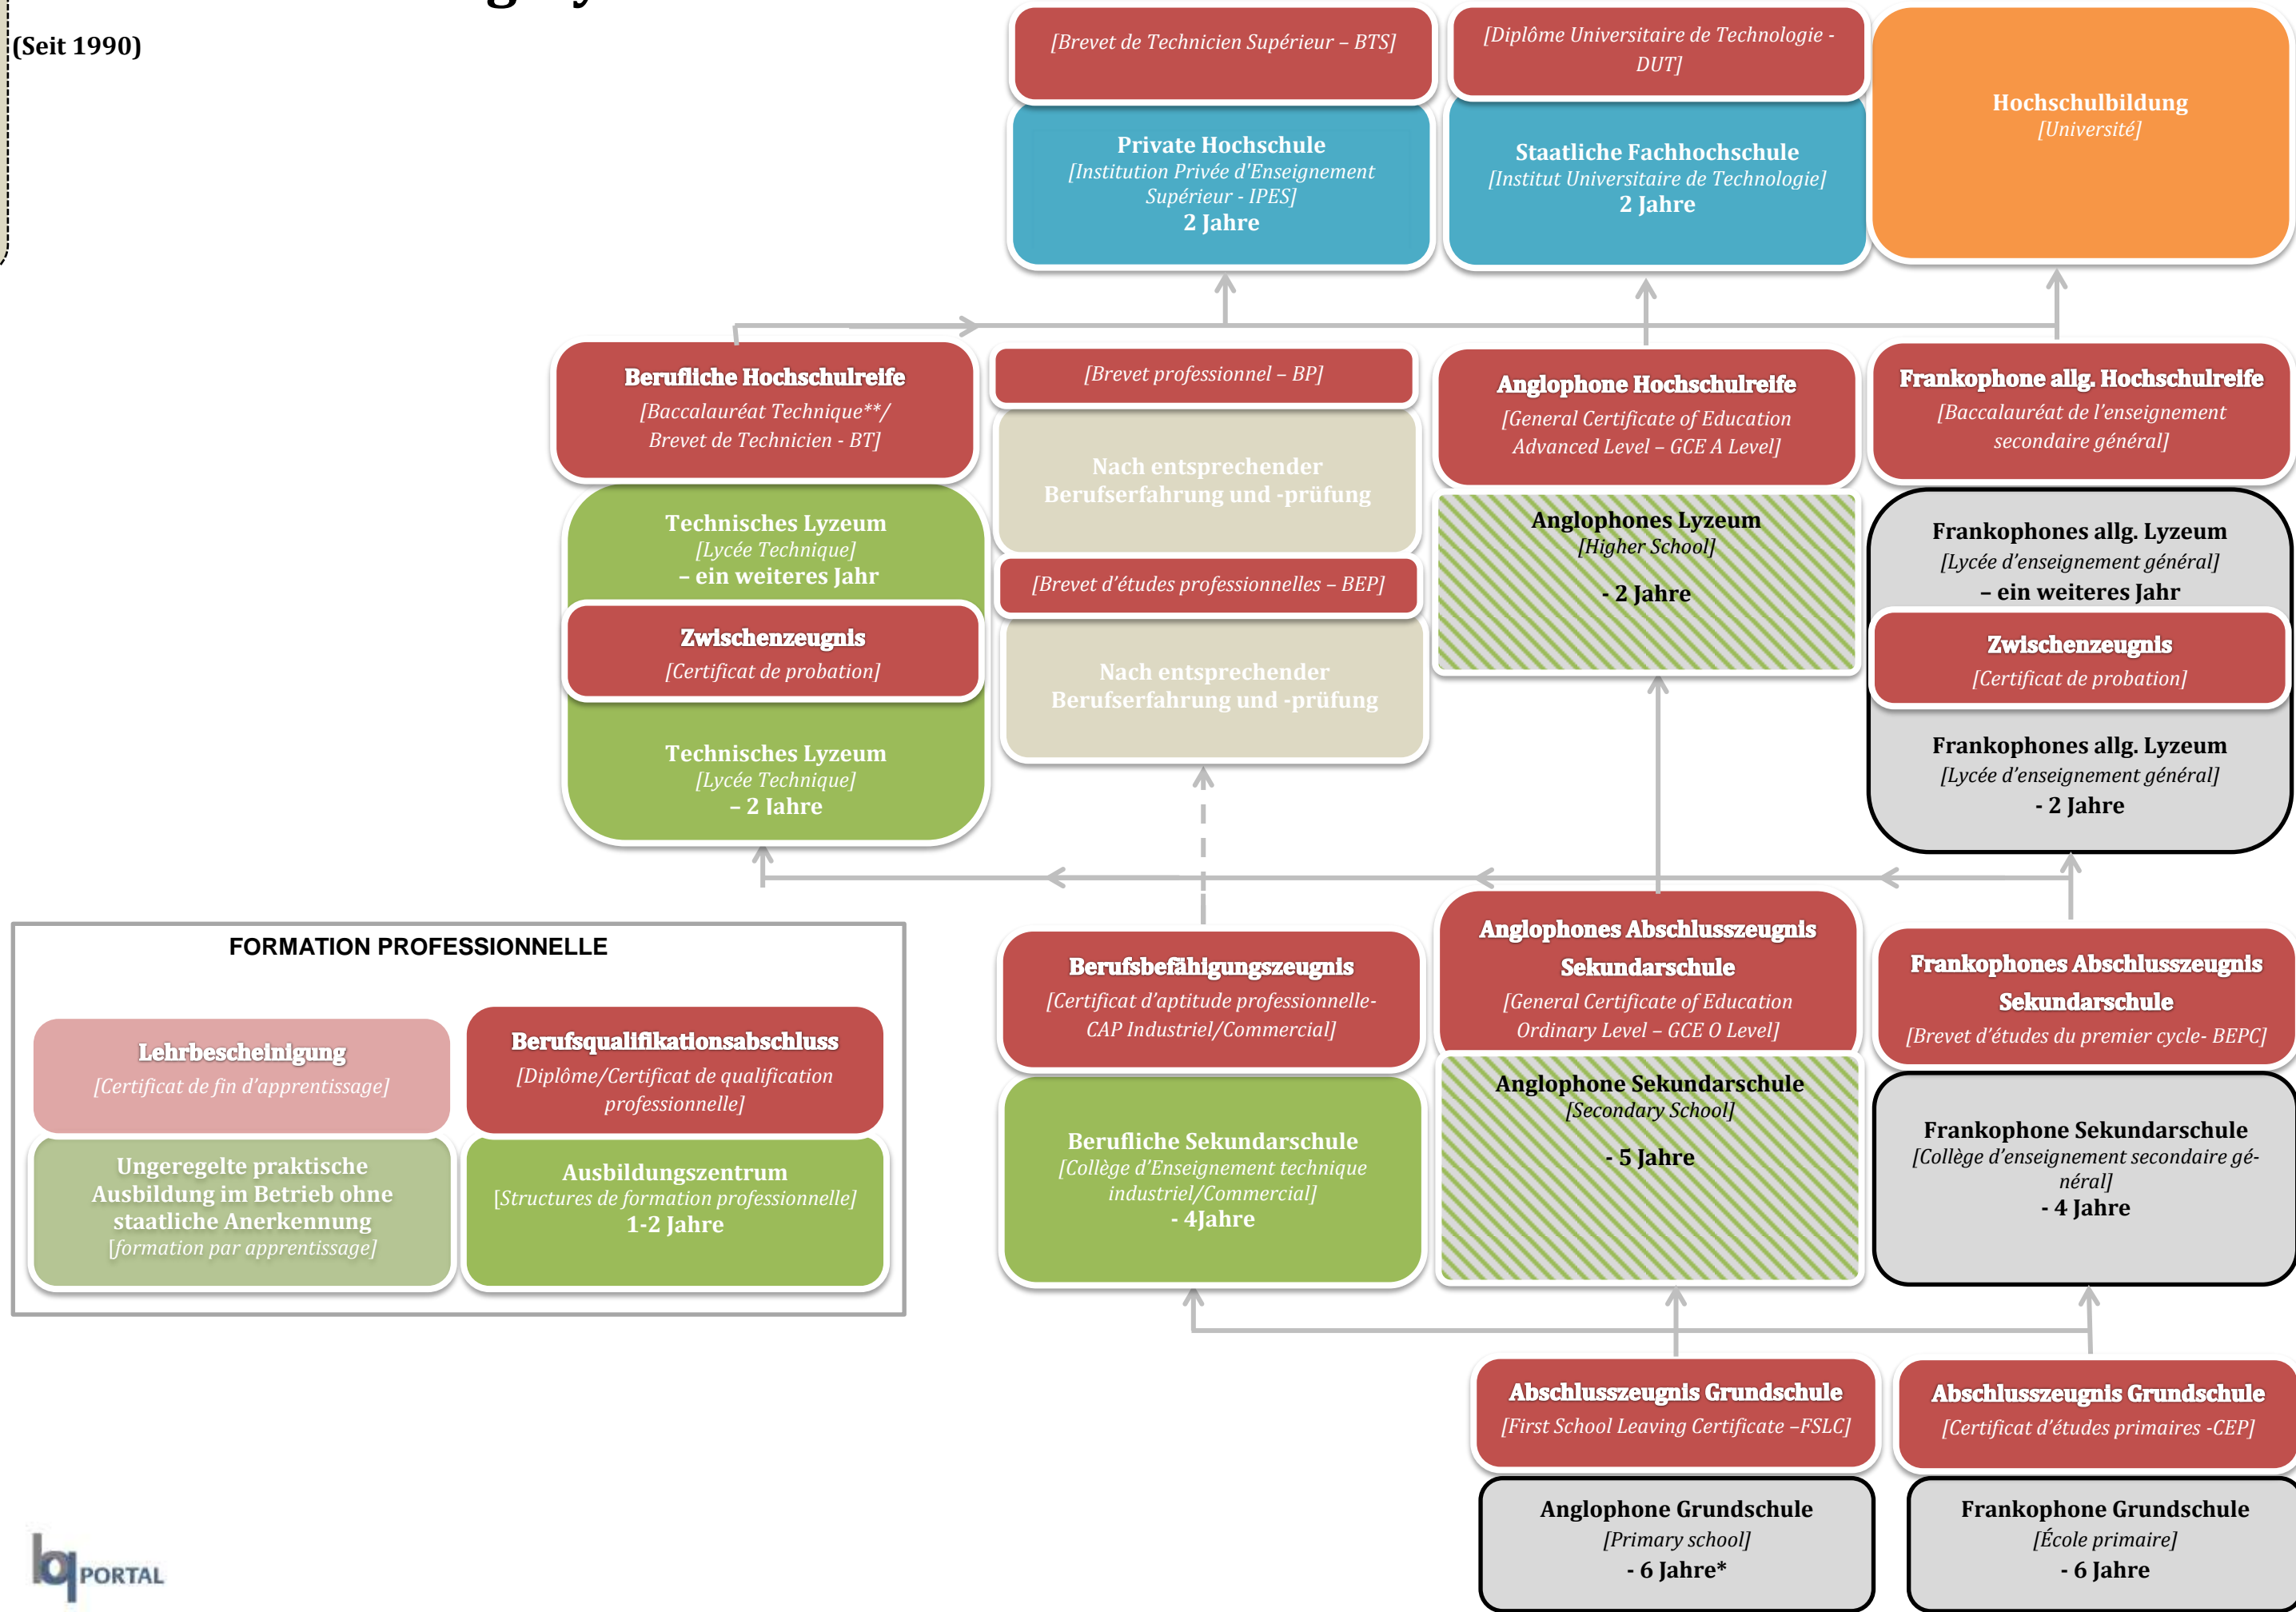 (Seit 1990)
[Brevet de Technicien Supérieur – BTS]
[Diplôme Universitaire de Technologie -
DUT]
Hochschulbildung
[Université]
Private Hochschule
[Institution Privée d'Enseignement
Supérieur - IPES]
2 Jahre
Staatliche Fachhochschule
[Institut Universitaire de Technologie]
2 Jahre
Berufliche Hochschulreife
[Baccalauréat Technique**/
Brevet de Technicien - BT]
[Brevet professionnel – BP]
Anglophone Hochschulreife
[General Certificate of Education
Advanced Level – GCE A Level]
Frankophone allg. Hochschulreife
[Baccalauréat de l'enseignement
secondaire général]
Technisches Lyzeum
[Lycée Technique]
– ein weiteres Jahr
Nach entsprechender
Berufserfahrung und -prüfung
Anglophones Lyzeum
[Higher School]
- 2 Jahre
Frankophones allg. Lyzeum
[Lycée d'enseignement général]
– ein weiteres Jahr
Zwischenzeugnis
[Certificat de probation]
[Brevet d'études professionnelles – BEP]
Zwischenzeugnis
[Certificat de probation]
Technisches Lyzeum
[Lycée Technique]
– 2 Jahre
Nach entsprechender
Berufserfahrung und -prüfung
Frankophones allg. Lyzeum
[Lycée d'enseignement général]
- 2 Jahre
FORMATION PROFESSIONNELLE
Lehrbescheinigung
[Certificat de fin d'apprentissage]
Berufsqualifikationsabschluss
[Diplôme/Certificat de qualification
professionnelle]
Ungeregelte praktische
Ausbildung im Betrieb ohne
staatliche Anerkennung
[formation par apprentissage]
Ausbildungszentrum
[Structures de formation professionnelle]
1-2 Jahre
Berufsbefähigungszeugnis
[Certificat d'aptitude professionnelle-
CAP Industriel/Commercial]
Anglophones Abschlusszeugnis
Sekundarschule
[General Certificate of Education
Ordinary Level – GCE O Level]
Frankophones Abschlusszeugnis
Sekundarschule
[Brevet d'études du premier cycle- BEPC]
Berufliche Sekundarschule
[Collège d'Enseignement technique
industriel/Commercial]
- 4Jahre
Anglophone Sekundarschule
[Secondary School]
- 5 Jahre
Frankophone Sekundarschule
[Collège d'enseignement secondaire gé-
néral]
- 4 Jahre
Abschlusszeugnis Grundschule
[First School Leaving Certificate –FSLC]
Abschlusszeugnis Grundschule
[Certificat d'études primaires -CEP]
Anglophone Grundschule
[Primary school]
- 6 Jahre*
Frankophone Grundschule
[École primaire]
- 6 Jahre
bq PORTAL